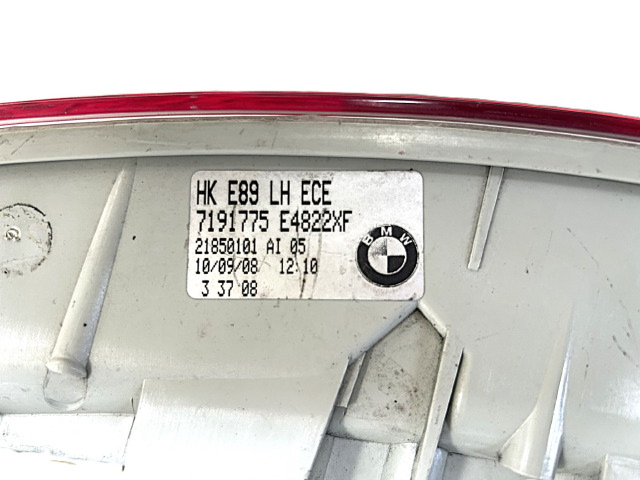 HK E89 LH ECE
7191775 E4822XF
21850101 AI 05
10/09/08 12:10
3 37 08
BMW